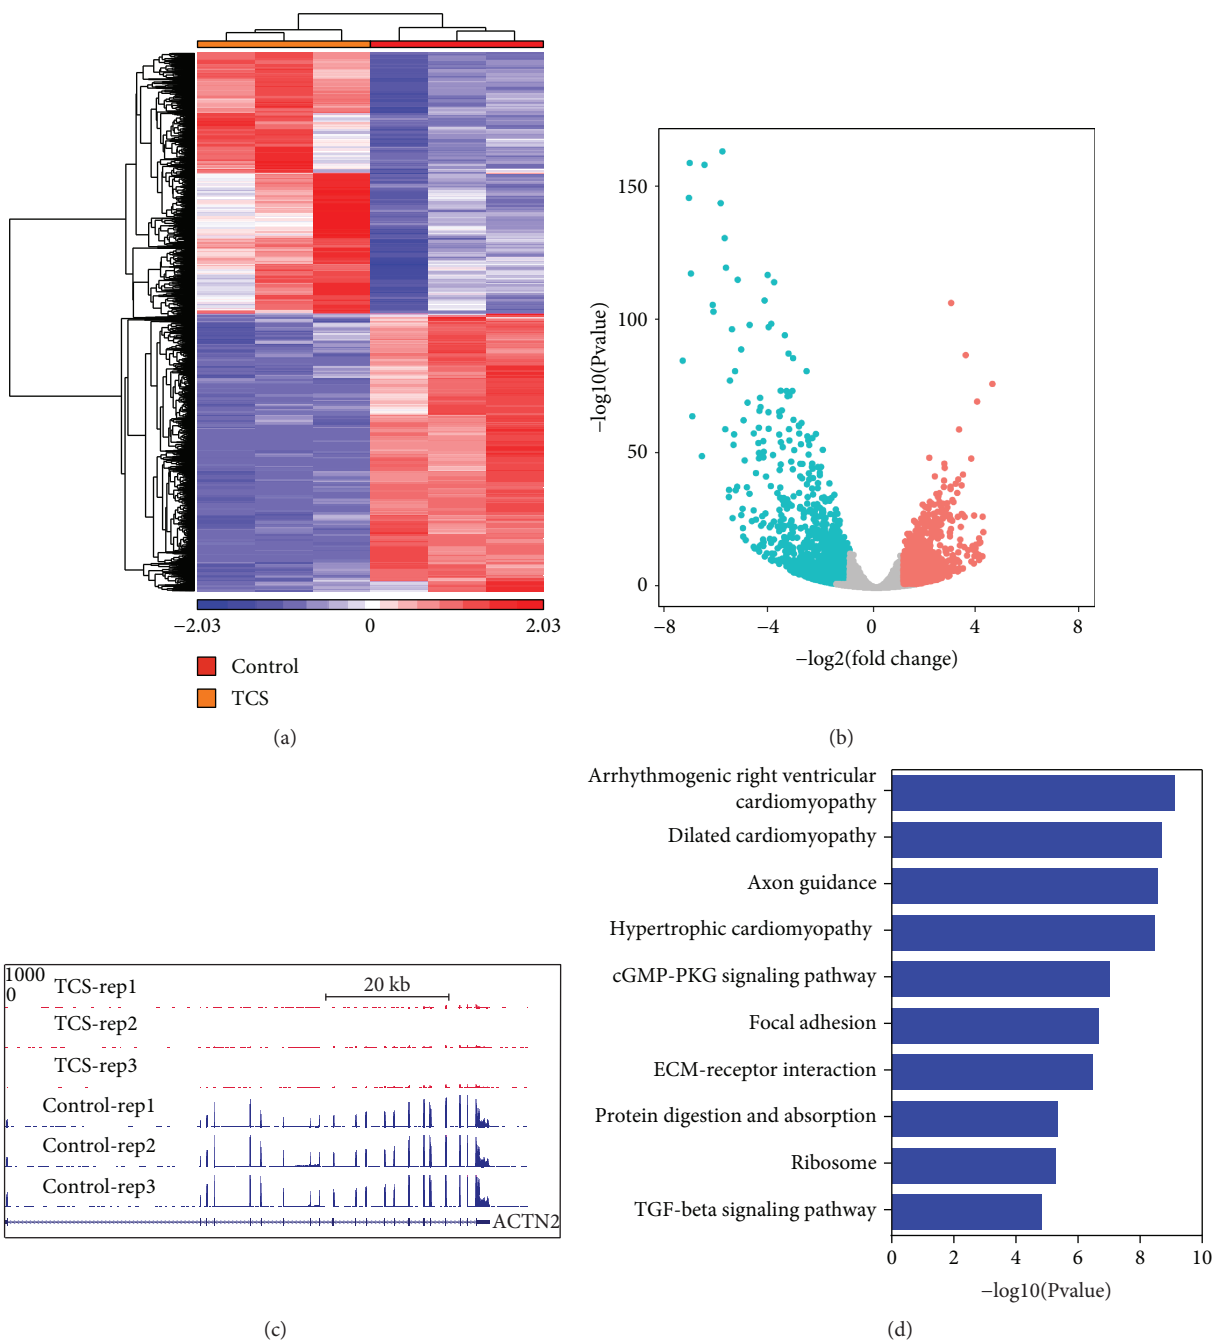 −2.03 0 2.03
Control
TCS
(a)
−log10(Pvalue)
150
100
50
0
−8 −4 0 4 8
−log2(fold change)
(b)
1000
0
TCS-rep1
20 kb
TCS-rep2
TCS-rep3
Control-rep1
Control-rep2
Control-rep3
ACTN2
(c)
Arrhythmogenic right ventricular
cardiomyopathy
Dilated cardiomyopathy
Axon guidance
Hypertrophic cardiomyopathy
cGMP-PKG signaling pathway
Focal adhesion
ECM-receptor interaction
Protein digestion and absorption
Ribosome
TGF-beta signaling pathway
0 2 4 6 8 10
−log10(Pvalue)
(d)